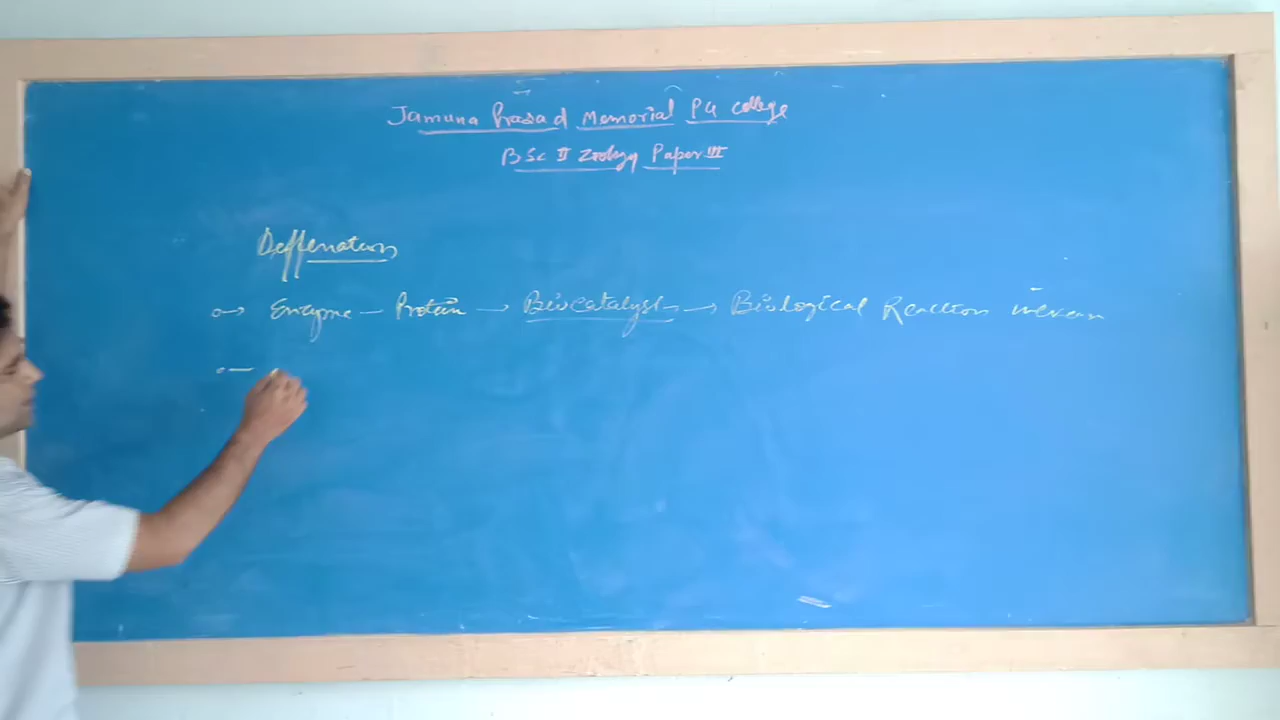 Jamuna Prasad Memorial PG College
BSc II Zoology Paper III
Deffenation
Enzyme – Protein → Biocatalyst → Biological Reaction increase